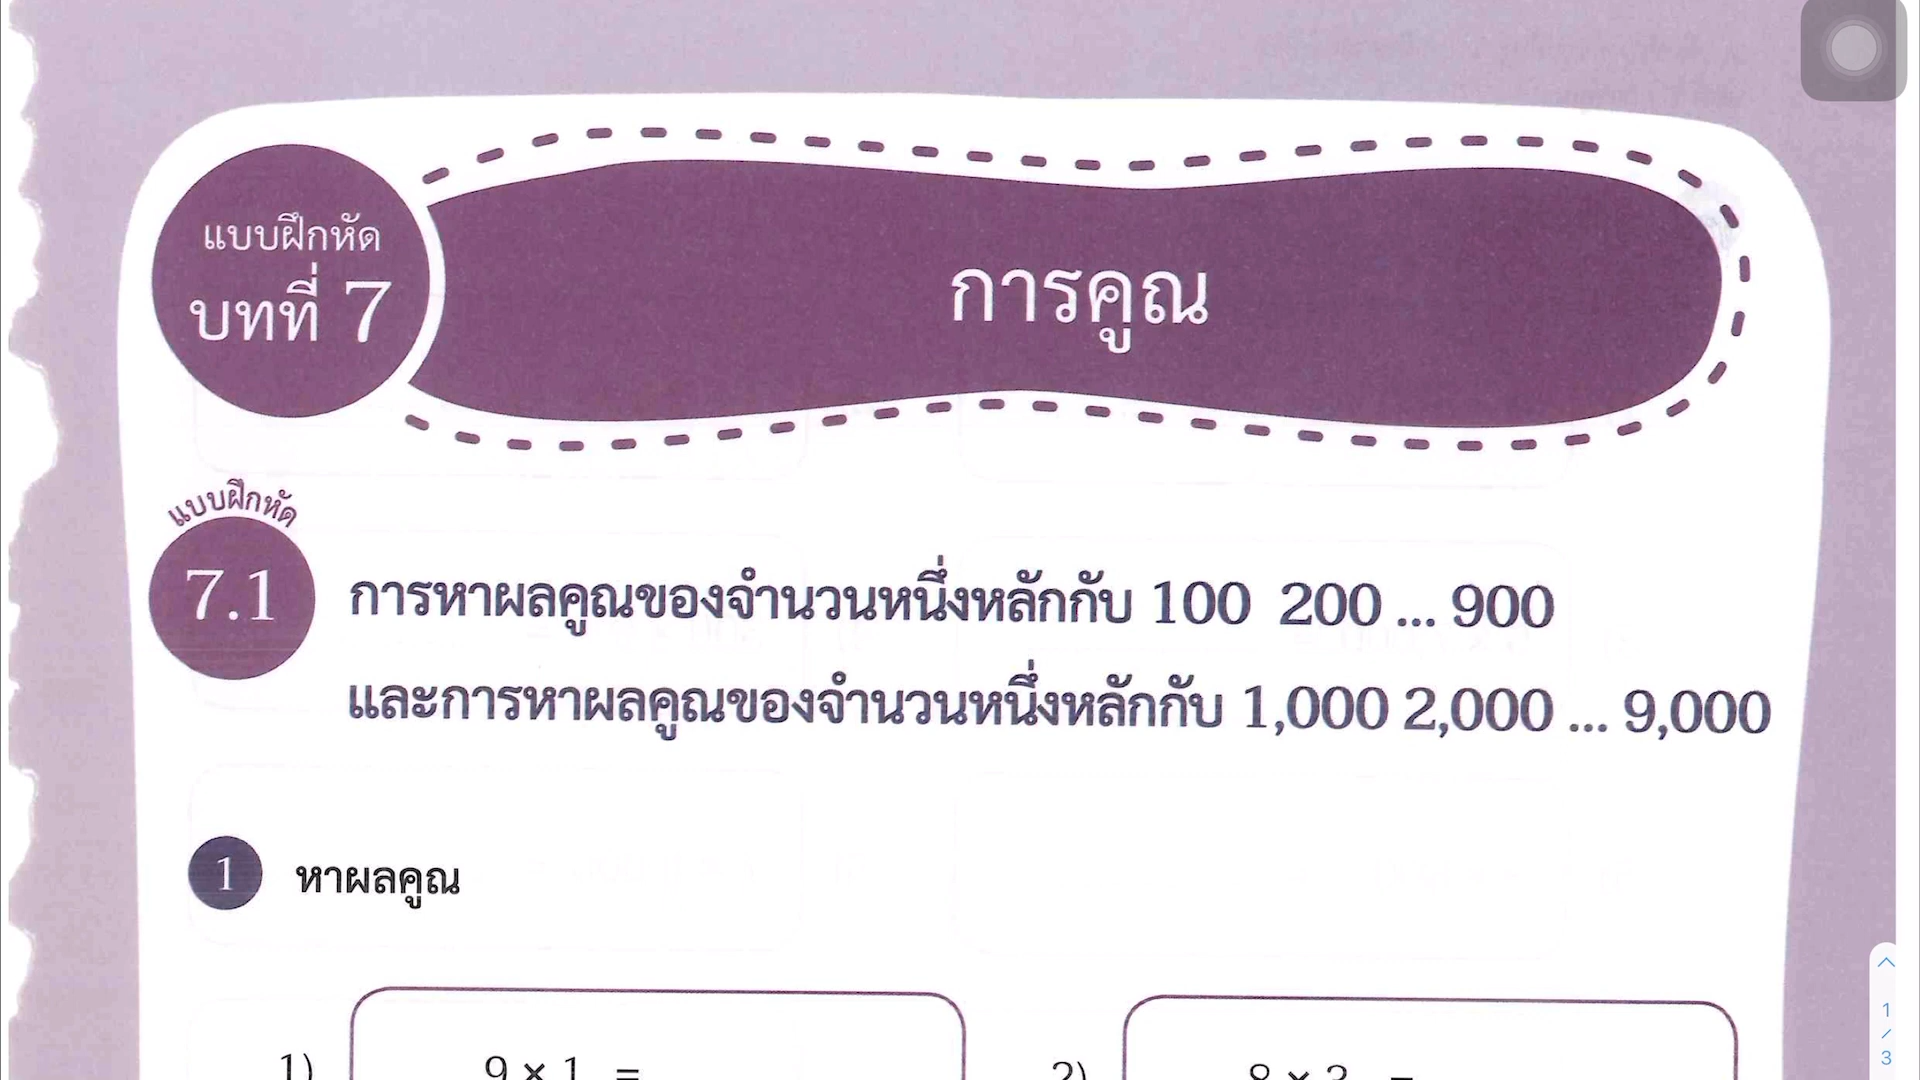 แบบฝึกหัด
บทที่ 7
การคูณ
แบบฝึกหัด
7.1
การหาผลคูณของจำนวนหนึ่งหลักกับ 100 200 ... 900
และการหาผลคูณของจำนวนหนึ่งหลักกับ 1,000 2,000 ... 9,000
1 หาผลคูณ
1) 9 × 1 =
2) 8 × 3 =
1
/
3